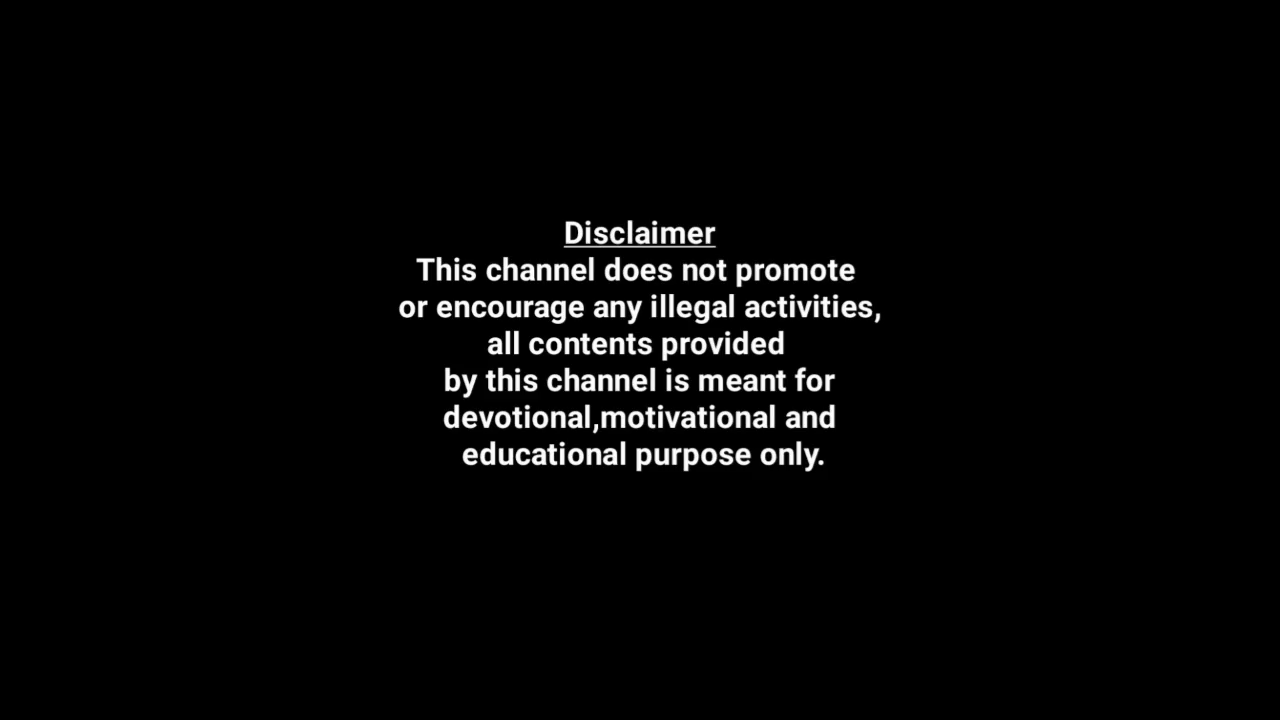 Disclaimer
This channel does not promote
or encourage any illegal activities,
all contents provided
by this channel is meant for
devotional,motivational and
educational purpose only.